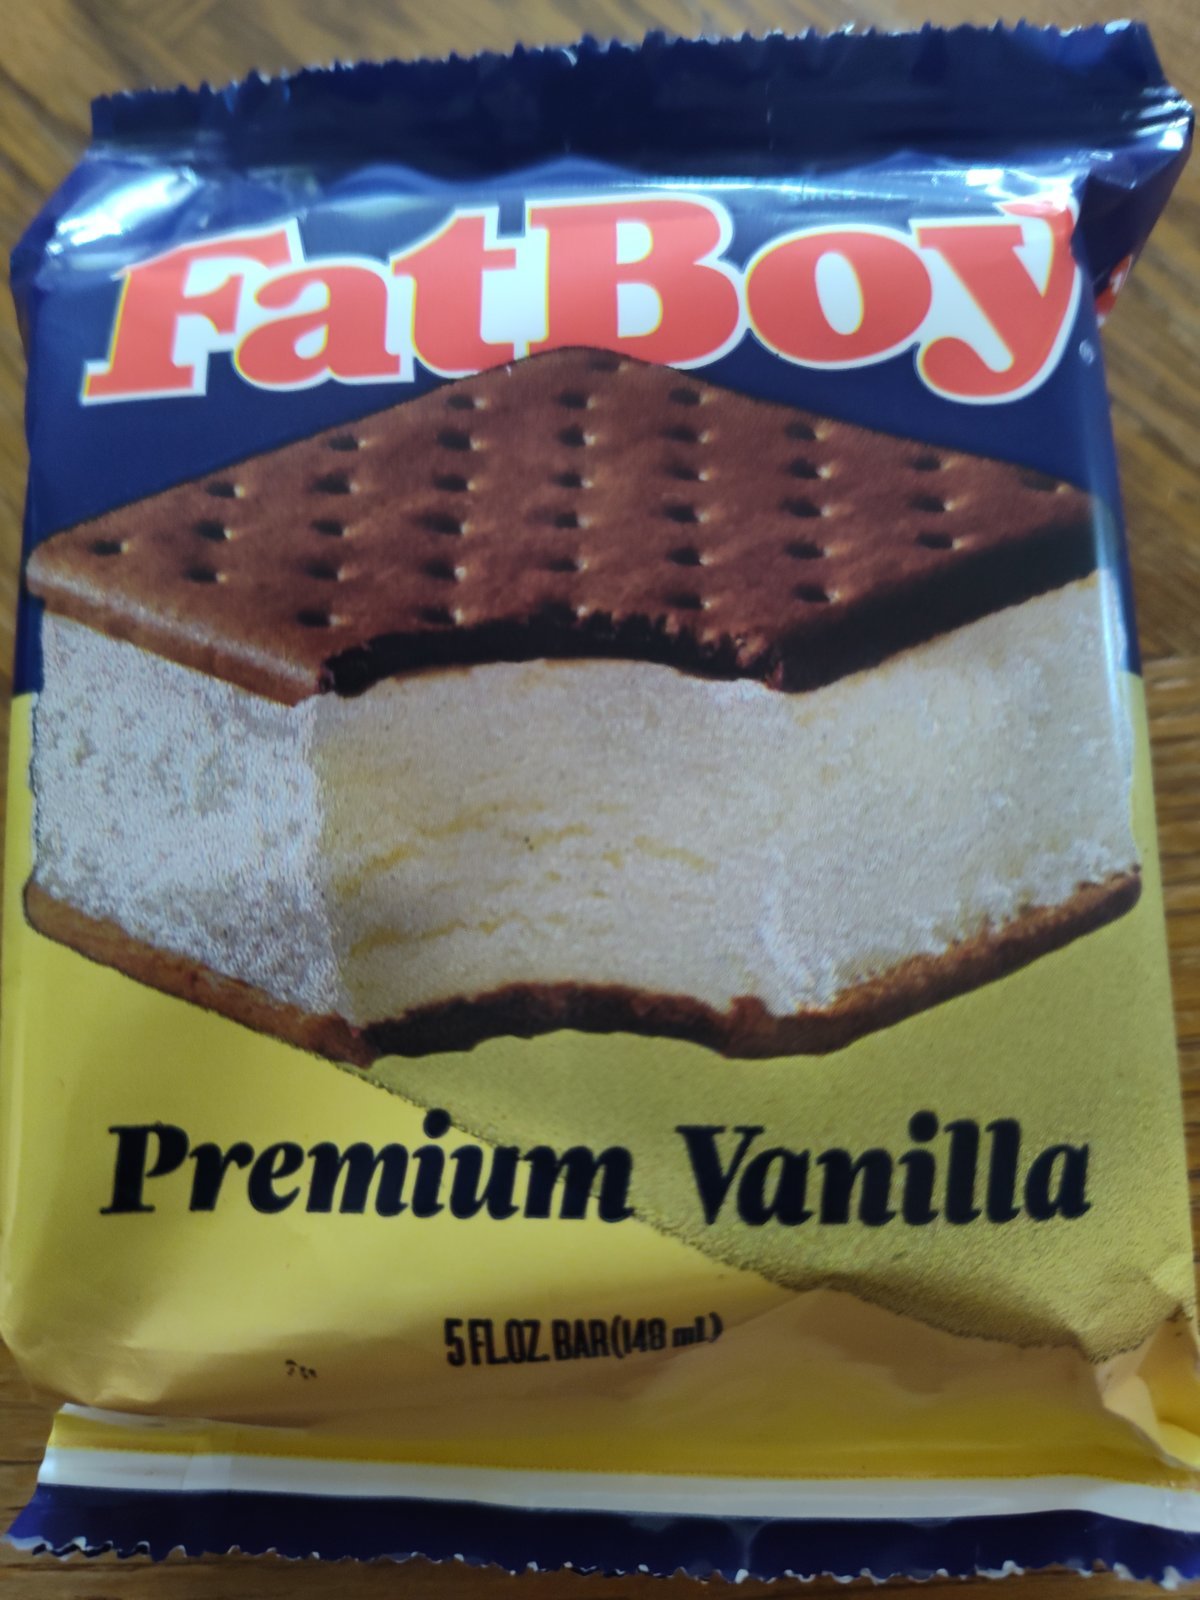 FatBoy
Premium Vanilla
5 FL.OZ. BAR (148 mL)